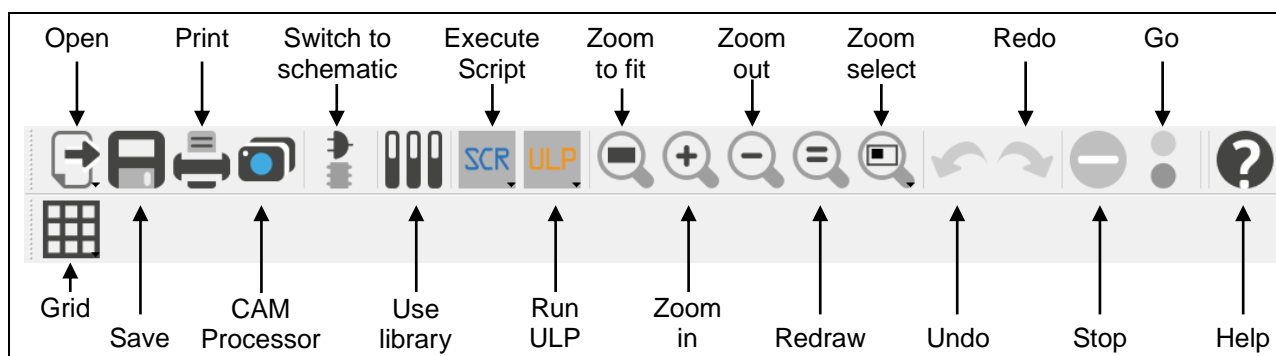 Open Print Switch to Execute Zoom Zoom Zoom Redo Go
schematic Script to fit out select
SCR ULP
?
Grid CAM Use Run Zoom
Save Processor library ULP in Redraw Undo Stop Help